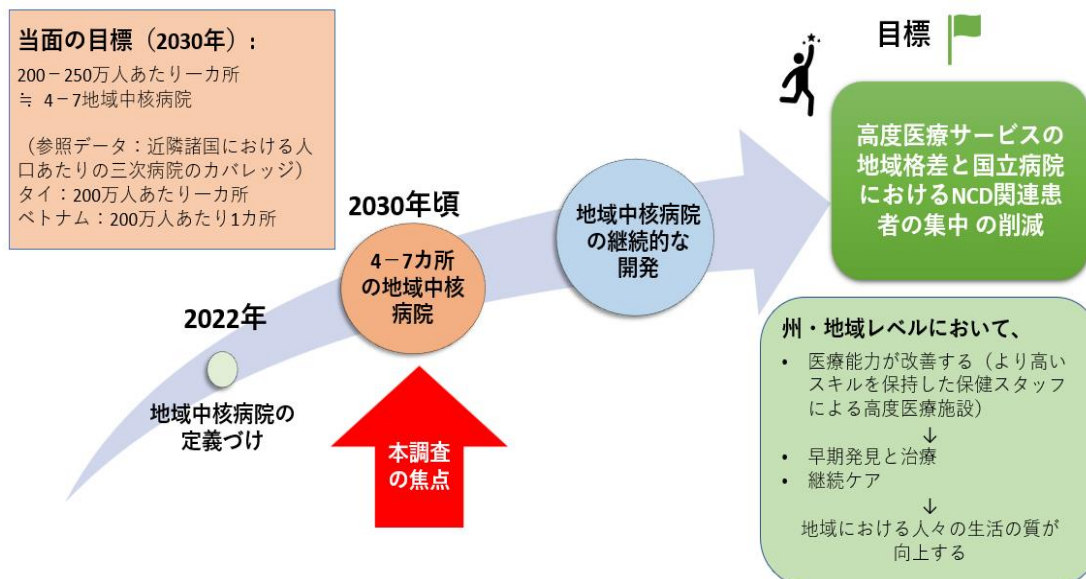 当面の目標（2030年）:
200－250万人あたり一カ所
≒ 4－7地域中核病院
（参照データ：近隣諸国における人
口あたりの三次病院のカバレッジ）
タイ：200万人あたり一カ所
ベトナム：200万人あたり1カ所
2022年
地域中核病院の
定義づけ
2030年頃
4－7カ所
の地域中核
病院
本調査
の焦点
地域中核病院
の継続的な
開発
目標
高度医療サービスの
地域格差と国立病院
におけるNCD関連患
者の集中 の削減
州・地域レベルにおいて、
• 医療能力が改善する（より高い
スキルを保持した保健スタッフ
による高度医療施設）
↓
• 早期発見と治療
• 継続ケア
↓
地域における人々の生活の質が
向上する